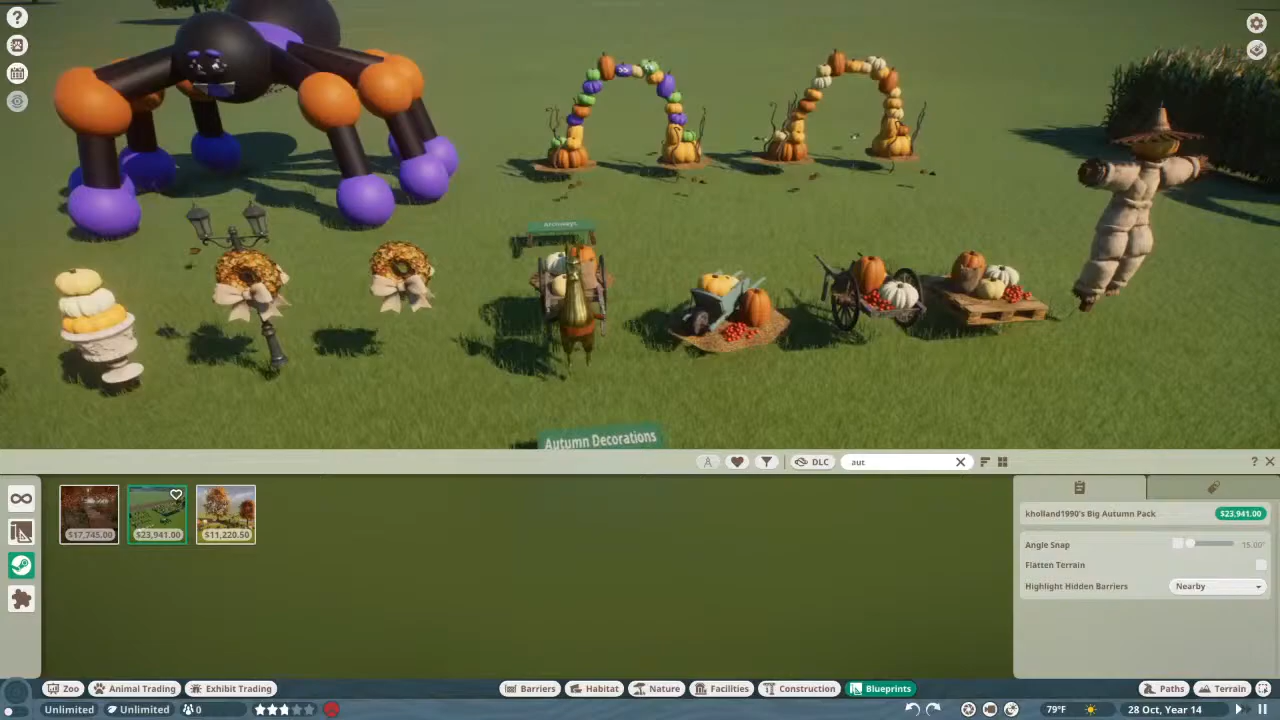 Archways
Autumn Decorations
DLC
aut
$17,745.00
$23,941.00
$11,220.50
kholland1990's Big Autumn Pack
$23,941.00
Angle Snap
15.00°
Flatten Terrain
Highlight Hidden Barriers
Nearby
Zoo
Animal Trading
Exhibit Trading
Barriers
Habitat
Nature
Facilities
Construction
Blueprints
Paths
Terrain
Unlimited
Unlimited
0
79°F
28 Oct, Year 14